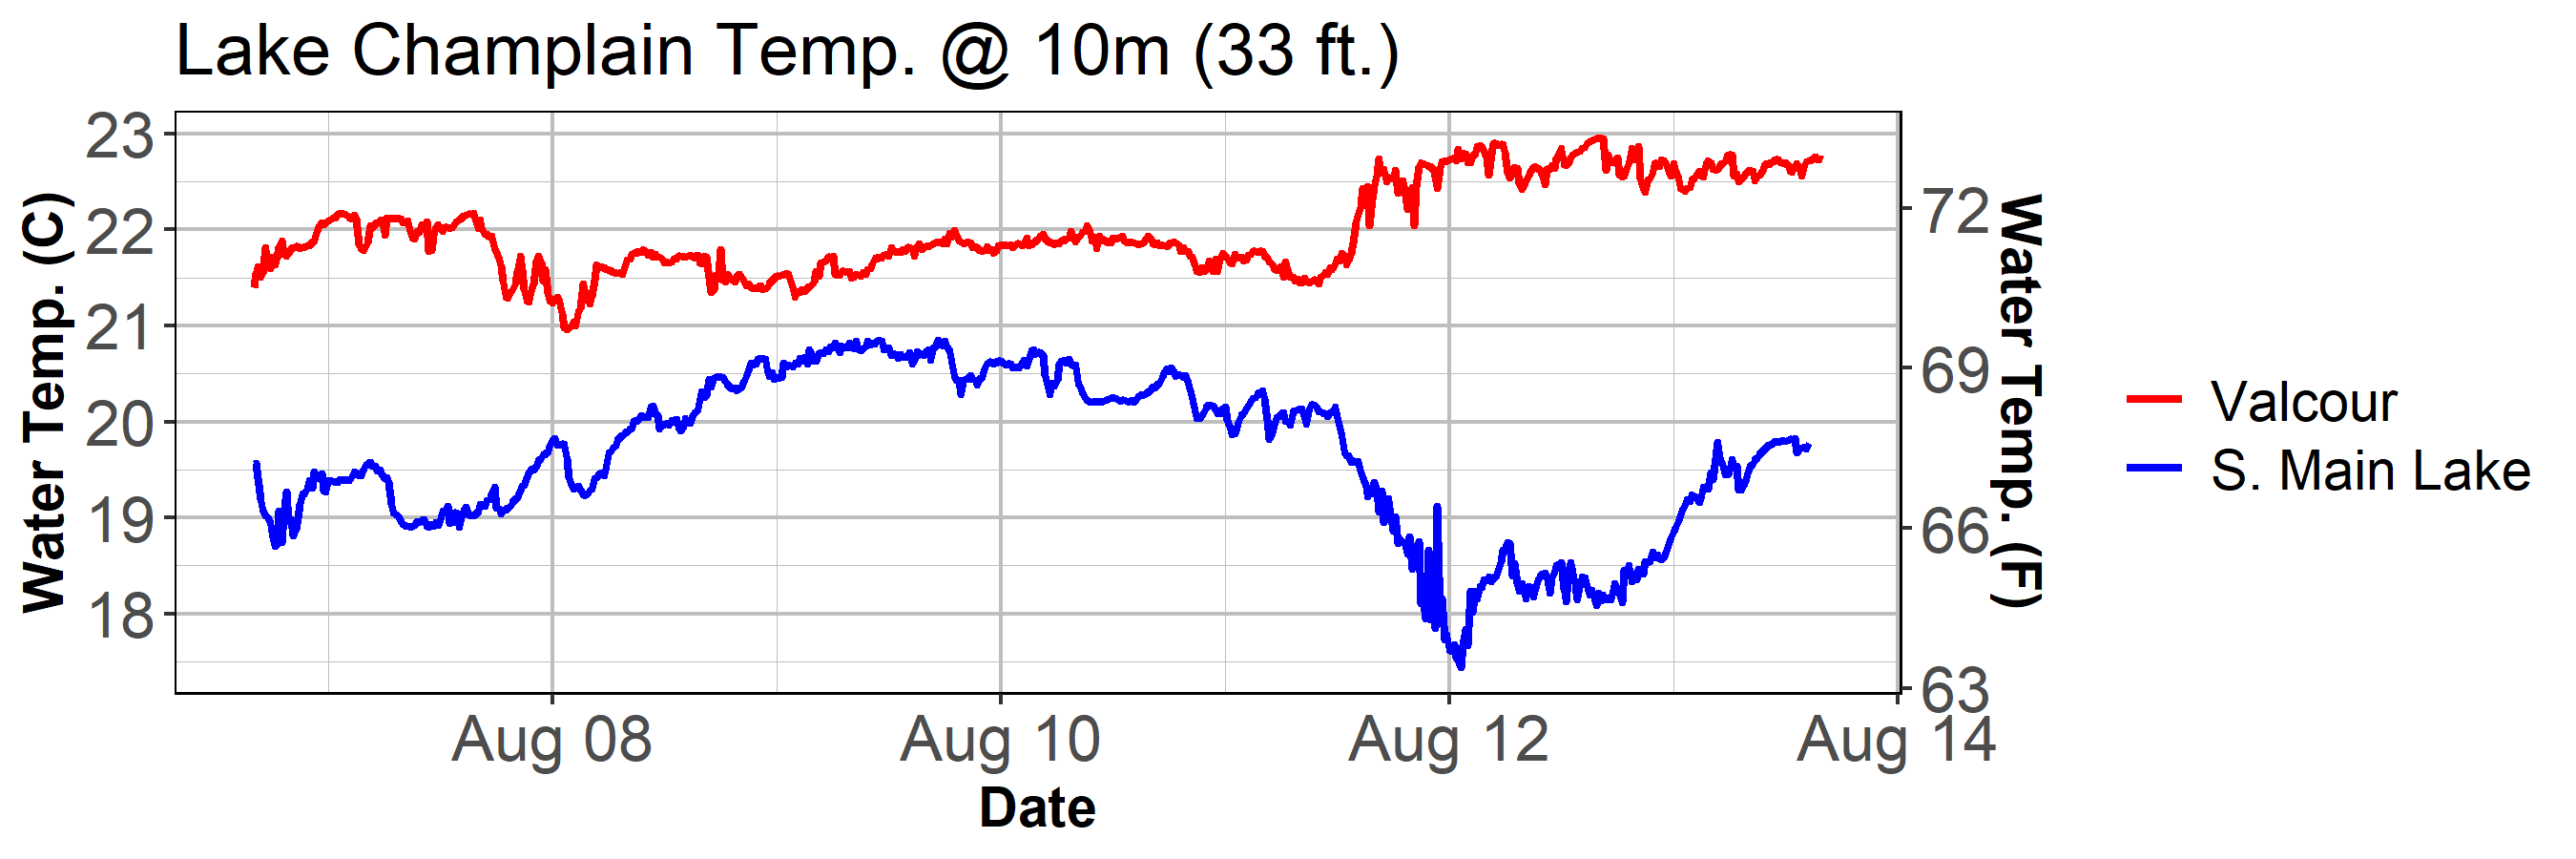 Lake Champlain Temp. @ 10m (33 ft.)
Water Temp. (C)
23
22
21
20
19
18
72
69
66
63
Water Temp. (F)
Aug 08
Aug 10
Aug 12
Aug 14
Date
Valcour
S. Main Lake